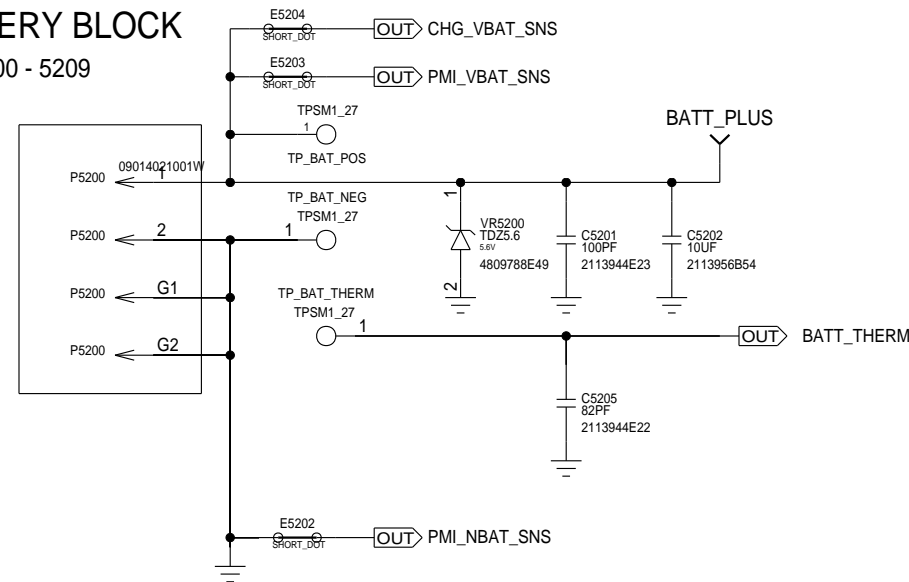 ERY BLOCK
00 - 5209
E5204
SHORT_DOT
OUT CHG_VBAT_SNS
E5203
SHORT_DOT
OUT PMI_VBAT_SNS
TPSM1_27
1
TP_BAT_POS
BATT_PLUS
P5200
09014021001W
1
TP_BAT_NEG
TPSM1_27
1
P5200
2
1
VR5200
TDZ5.6
5.6V
4809788E49
2
C5201
100PF
2113944E23
C5202
10UF
2113956B54
P5200
G1
TP_BAT_THERM
TPSM1_27
1
OUT BATT_THERM
P5200
G2
C5205
82PF
2113944E22
E5202
SHORT_DOT
OUT PMI_NBAT_SNS